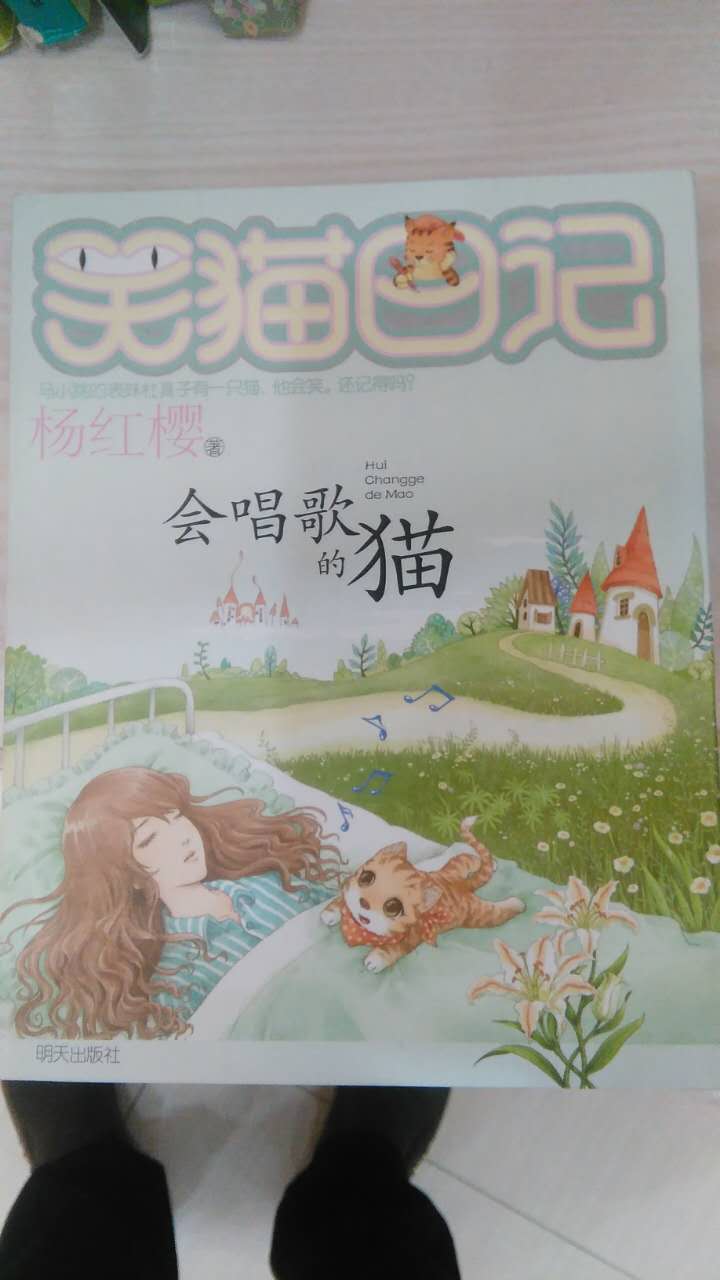 笑猫日记
马小跳的表妹杜真子有一只猫、他会笑。还记得吗?
杨红樱 著
Hui
Changge
de Mao
会唱歌
的猫
明天出版社